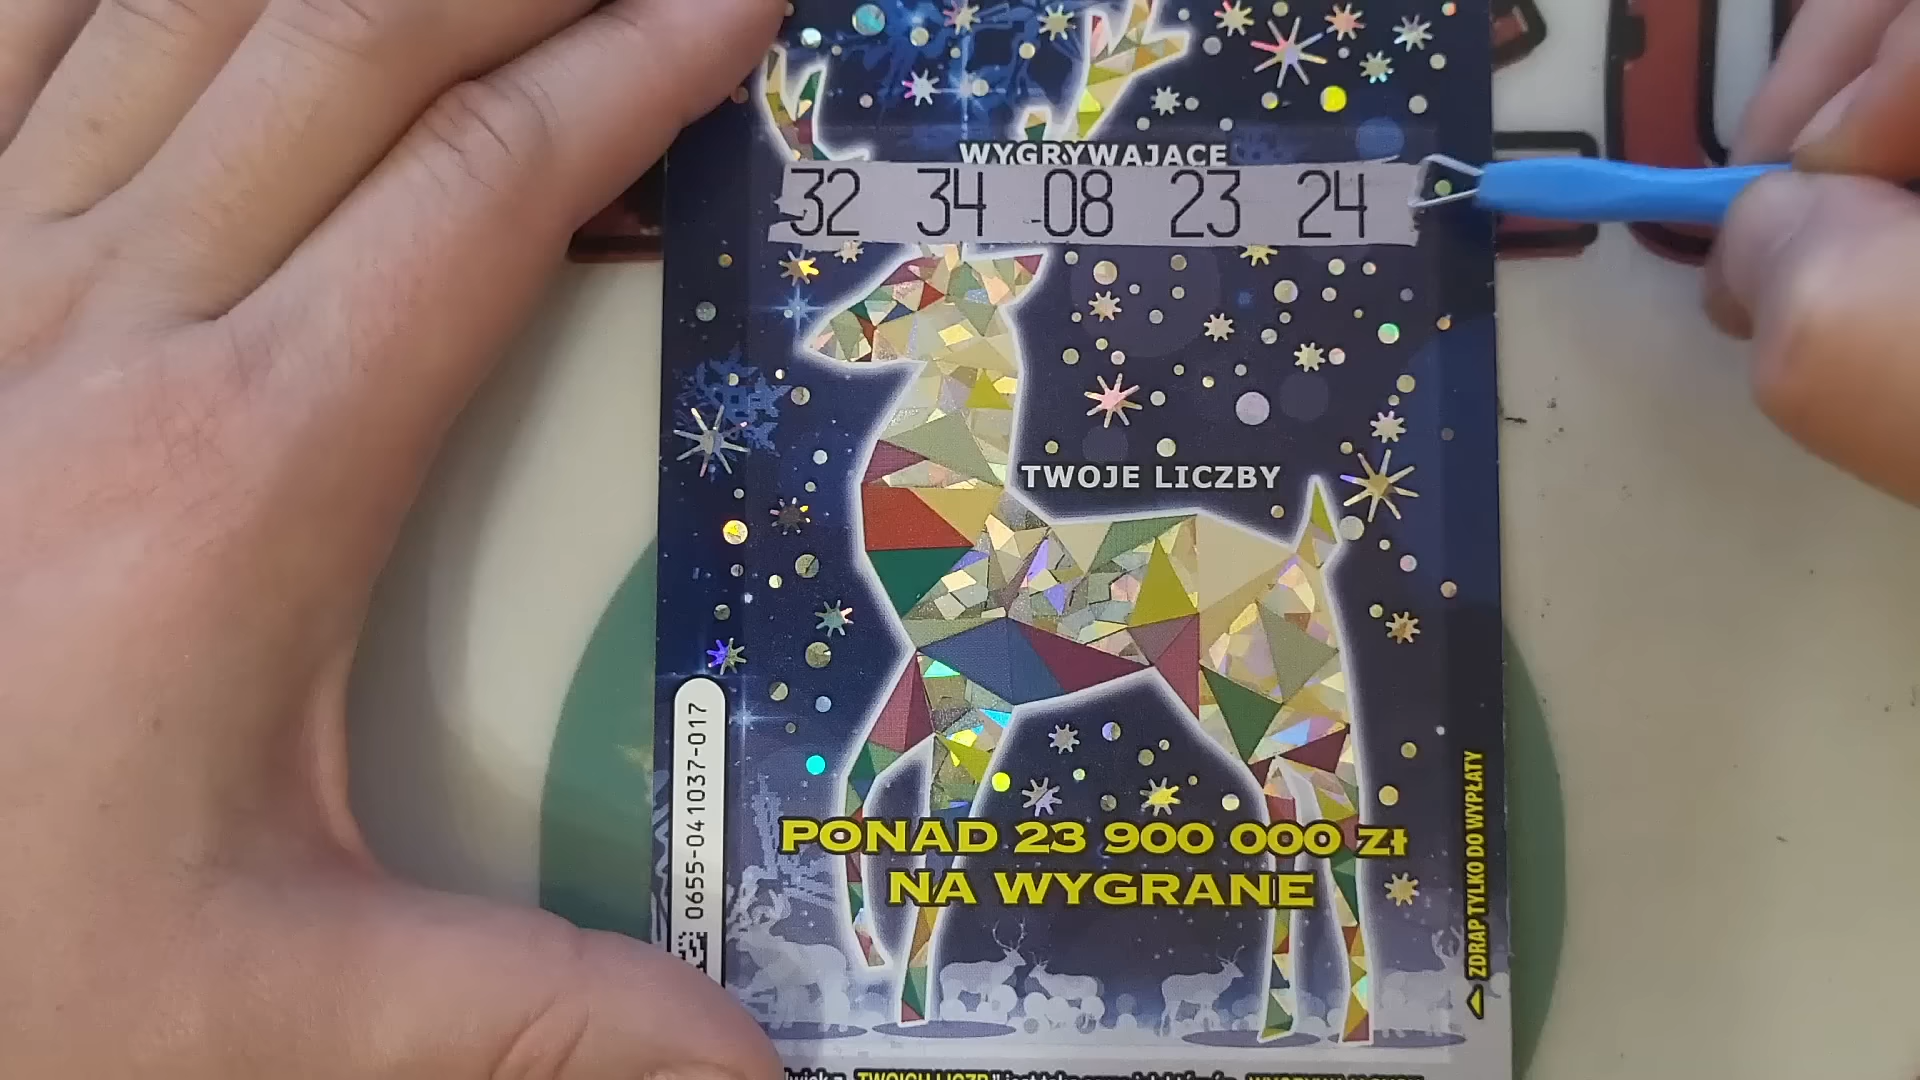 WYGRYWAJĄCE
32 34 08 23 24
TWOJE LICZBY
PONAD 23 900 000 Zł
NA WYGRANE
0655-041037-017
ZDRAP TYLKO DO WYPŁATY